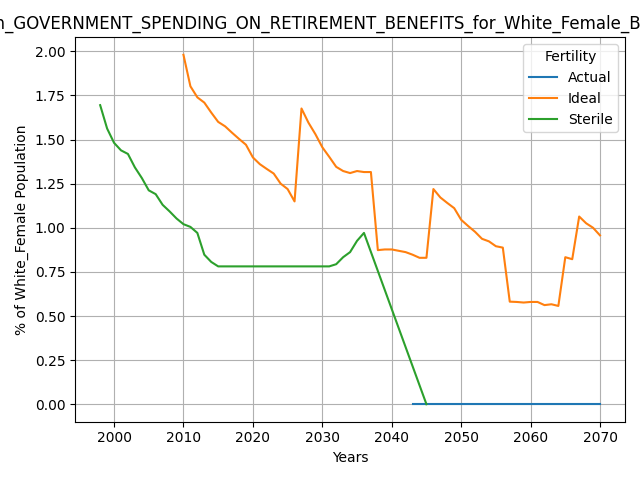 n_GOVERNMENT_SPENDING_ON_RETIREMENT_BENEFITS_for_White_Female_B
Fertility
Actual
Ideal
Sterile
% of White_Female Population
2.00
1.75
1.50
1.25
1.00
0.75
0.50
0.25
0.00
2000 2010 2020 2030 2040 2050 2060 2070
Years